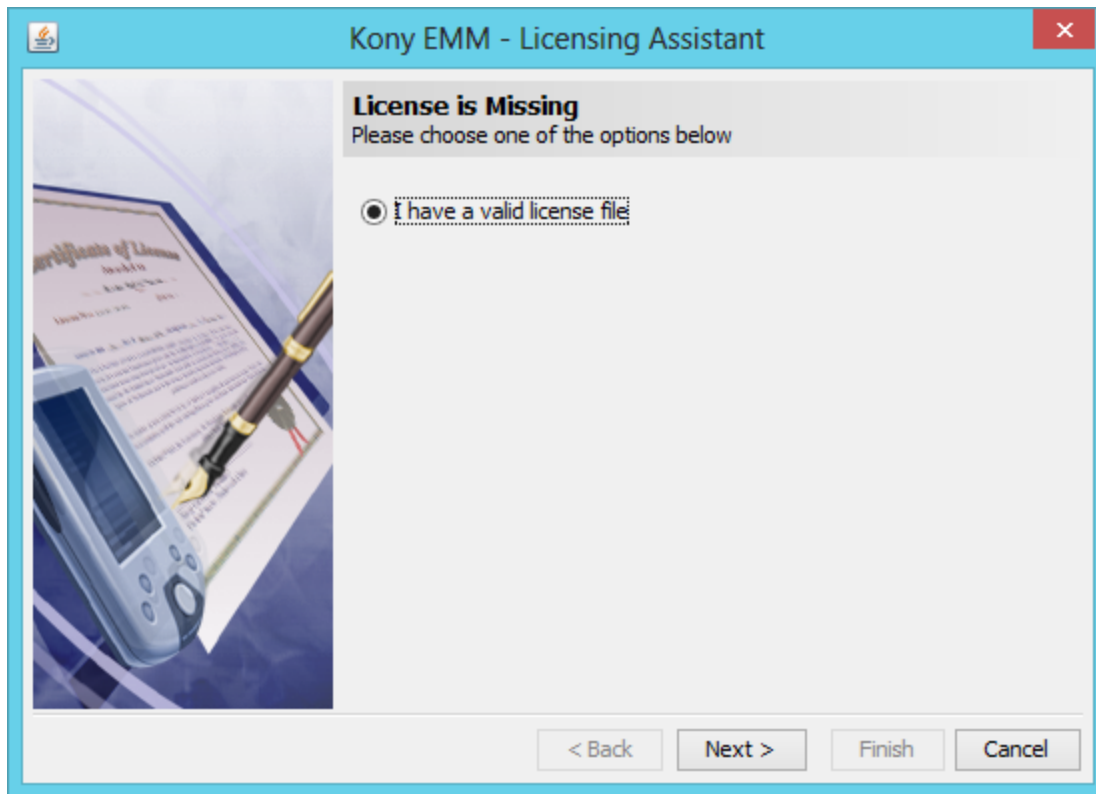 Kony EMM - Licensing Assistant
License is Missing
Please choose one of the options below
I have a valid license file
< Back
Next >
Finish
Cancel